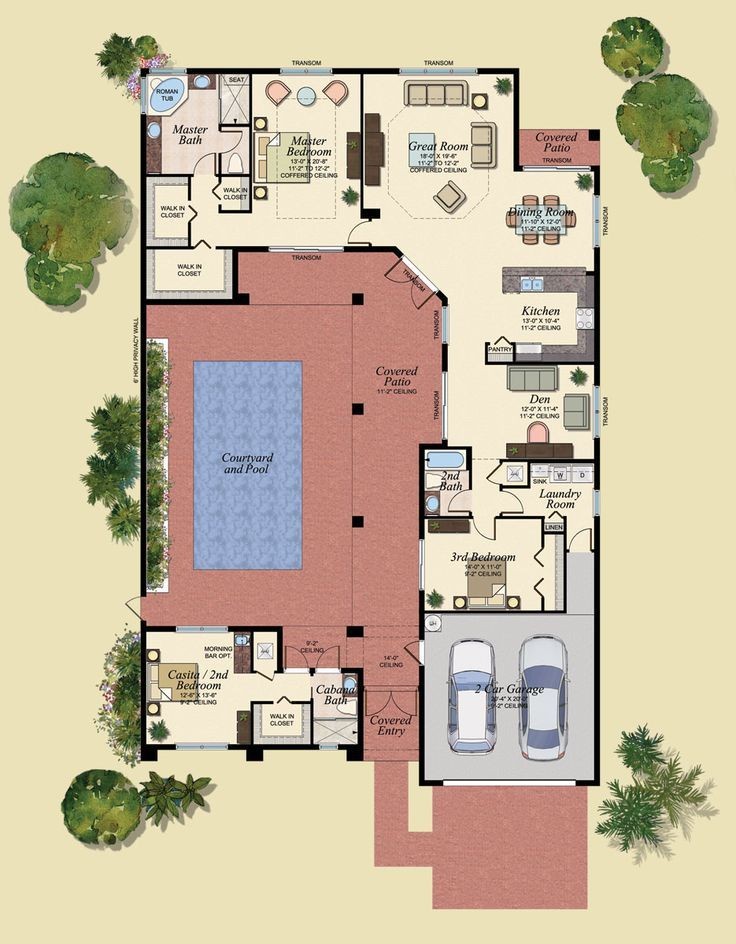 TRANSOM
TRANSOM
ROMAN
TUB
SEAT
Master
Bath
Master
Bedroom
13'-0" X 20'-8"
11'-2" TO 12'-2"
COFFERED CEILING
Great Room
18'-0" X 19'-6"
11'-2" TO 12'-2"
COFFERED CEILING
Covered
Patio
TRANSOM
WALK IN
CLOSET
WALK IN
CLOSET
WALK IN
CLOSET
Dining Room
11'-10" X 12'-0"
11'-2" CEILING
TRANSOM
TRANSOM
TRANSOM
Kitchen
13'-0" X 10'-4"
11'-2" CEILING
PANTRY
TRANSOM
6' HIGH PRIVACY WALL
Covered
Patio
11'-2" CEILING
TRANSOM
Den
12'-0" X 11'-4"
11'-2" CEILING
TRANSOM
Courtyard
and Pool
2nd
Bath
SINK
W
D
Laundry
Room
LINEN
3rd Bedroom
14'-0" X 11'-0"
9'-2" CEILING
MORNING
BAR OPT.
9'-2"
CEILING
14'-0"
CEILING
Casita / 2nd
Bedroom
12'-6" X 13'-6"
9'-2" CEILING
WALK IN
CLOSET
Cabana
Bath
Covered
Entry
2 Car Garage
20'-4" X 20'-0"
9'-2" CEILING